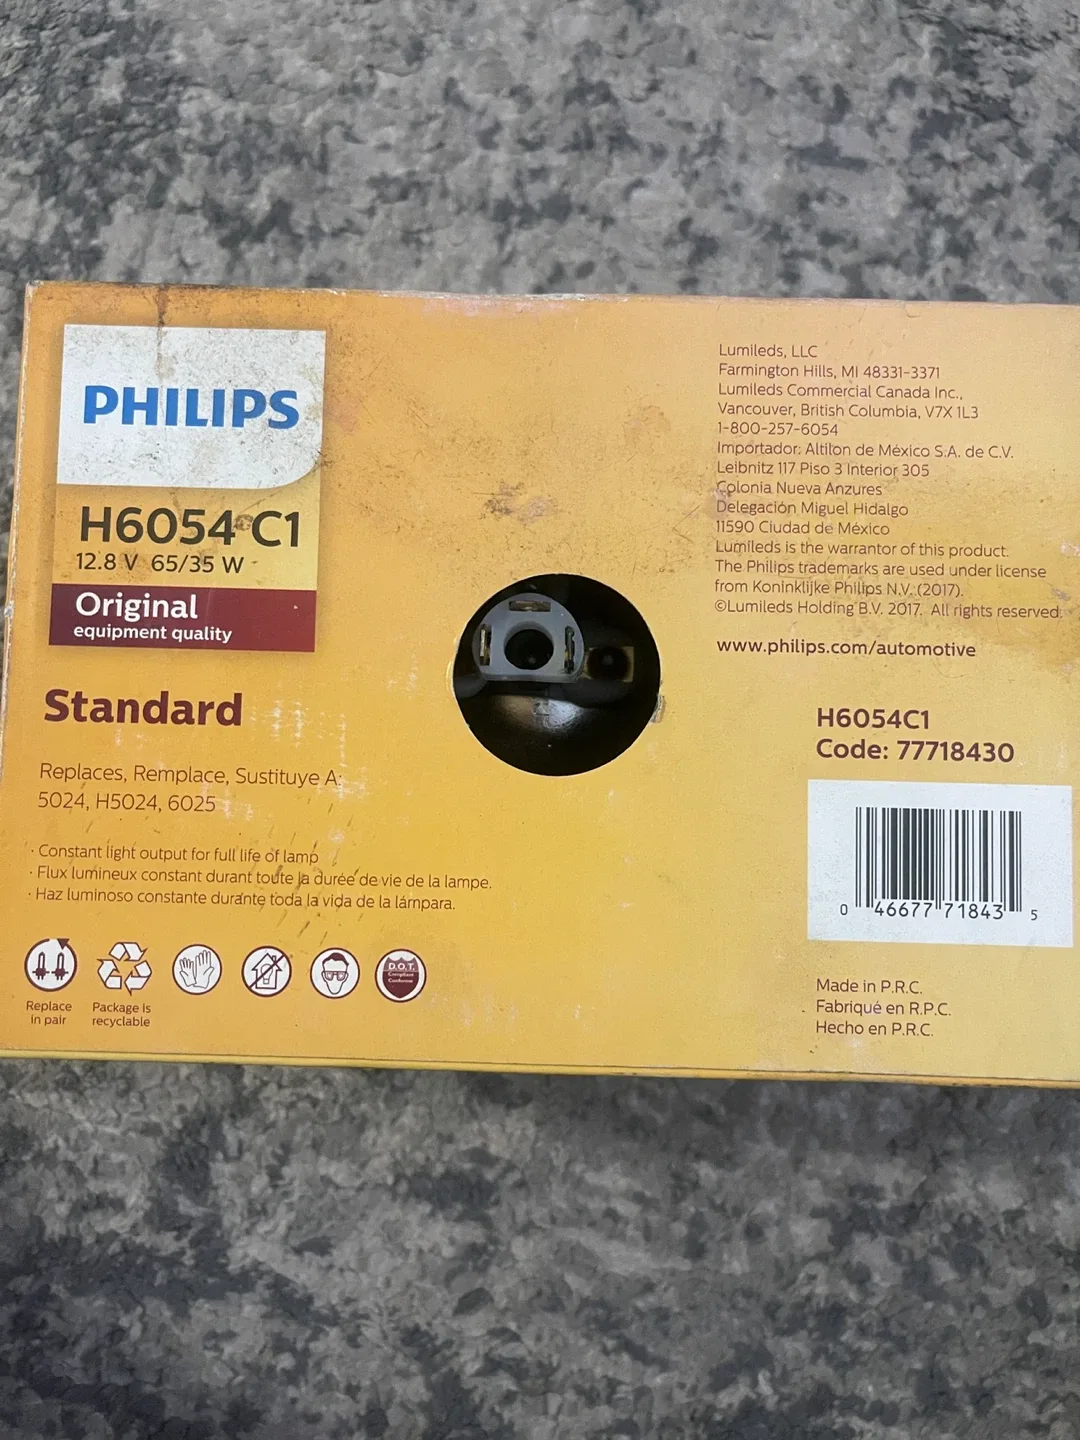 PHILIPS
H6054 C1
12.8 V 65/35 W
Original
equipment quality
Standard
Replaces, Remplace, Sustituye A:
5024, H5024, 6025
· Constant light output for full life of lamp
· Flux lumineux constant durant toute la durée de vie de la lampe.
· Haz luminoso constante durante toda la vida de la lámpara.
Replace
in pair
Package is
recyclable
D.O.T.
Compliant
Conforme
Lumileds, LLC
Farmington Hills, MI 48331-3371
Lumileds Commercial Canada Inc.,
Vancouver, British Columbia, V7X 1L3
1-800-257-6054
Importador: Altilon de México S.A. de C.V.
Leibnitz 117 Piso 3 Interior 305
Colonia Nueva Anzures
Delegación Miguel Hidalgo
11590 Ciudad de México
Lumileds is the warrantor of this product.
The Philips trademarks are used under license
from Koninklijke Philips N.V. (2017).
©Lumileds Holding B.V. 2017. All rights reserved.
www.philips.com/automotive
H6054C1
Code: 77718430
0 46677 71843 5
Made in P.R.C.
Fabriqué en R.P.C.
Hecho en P.R.C.